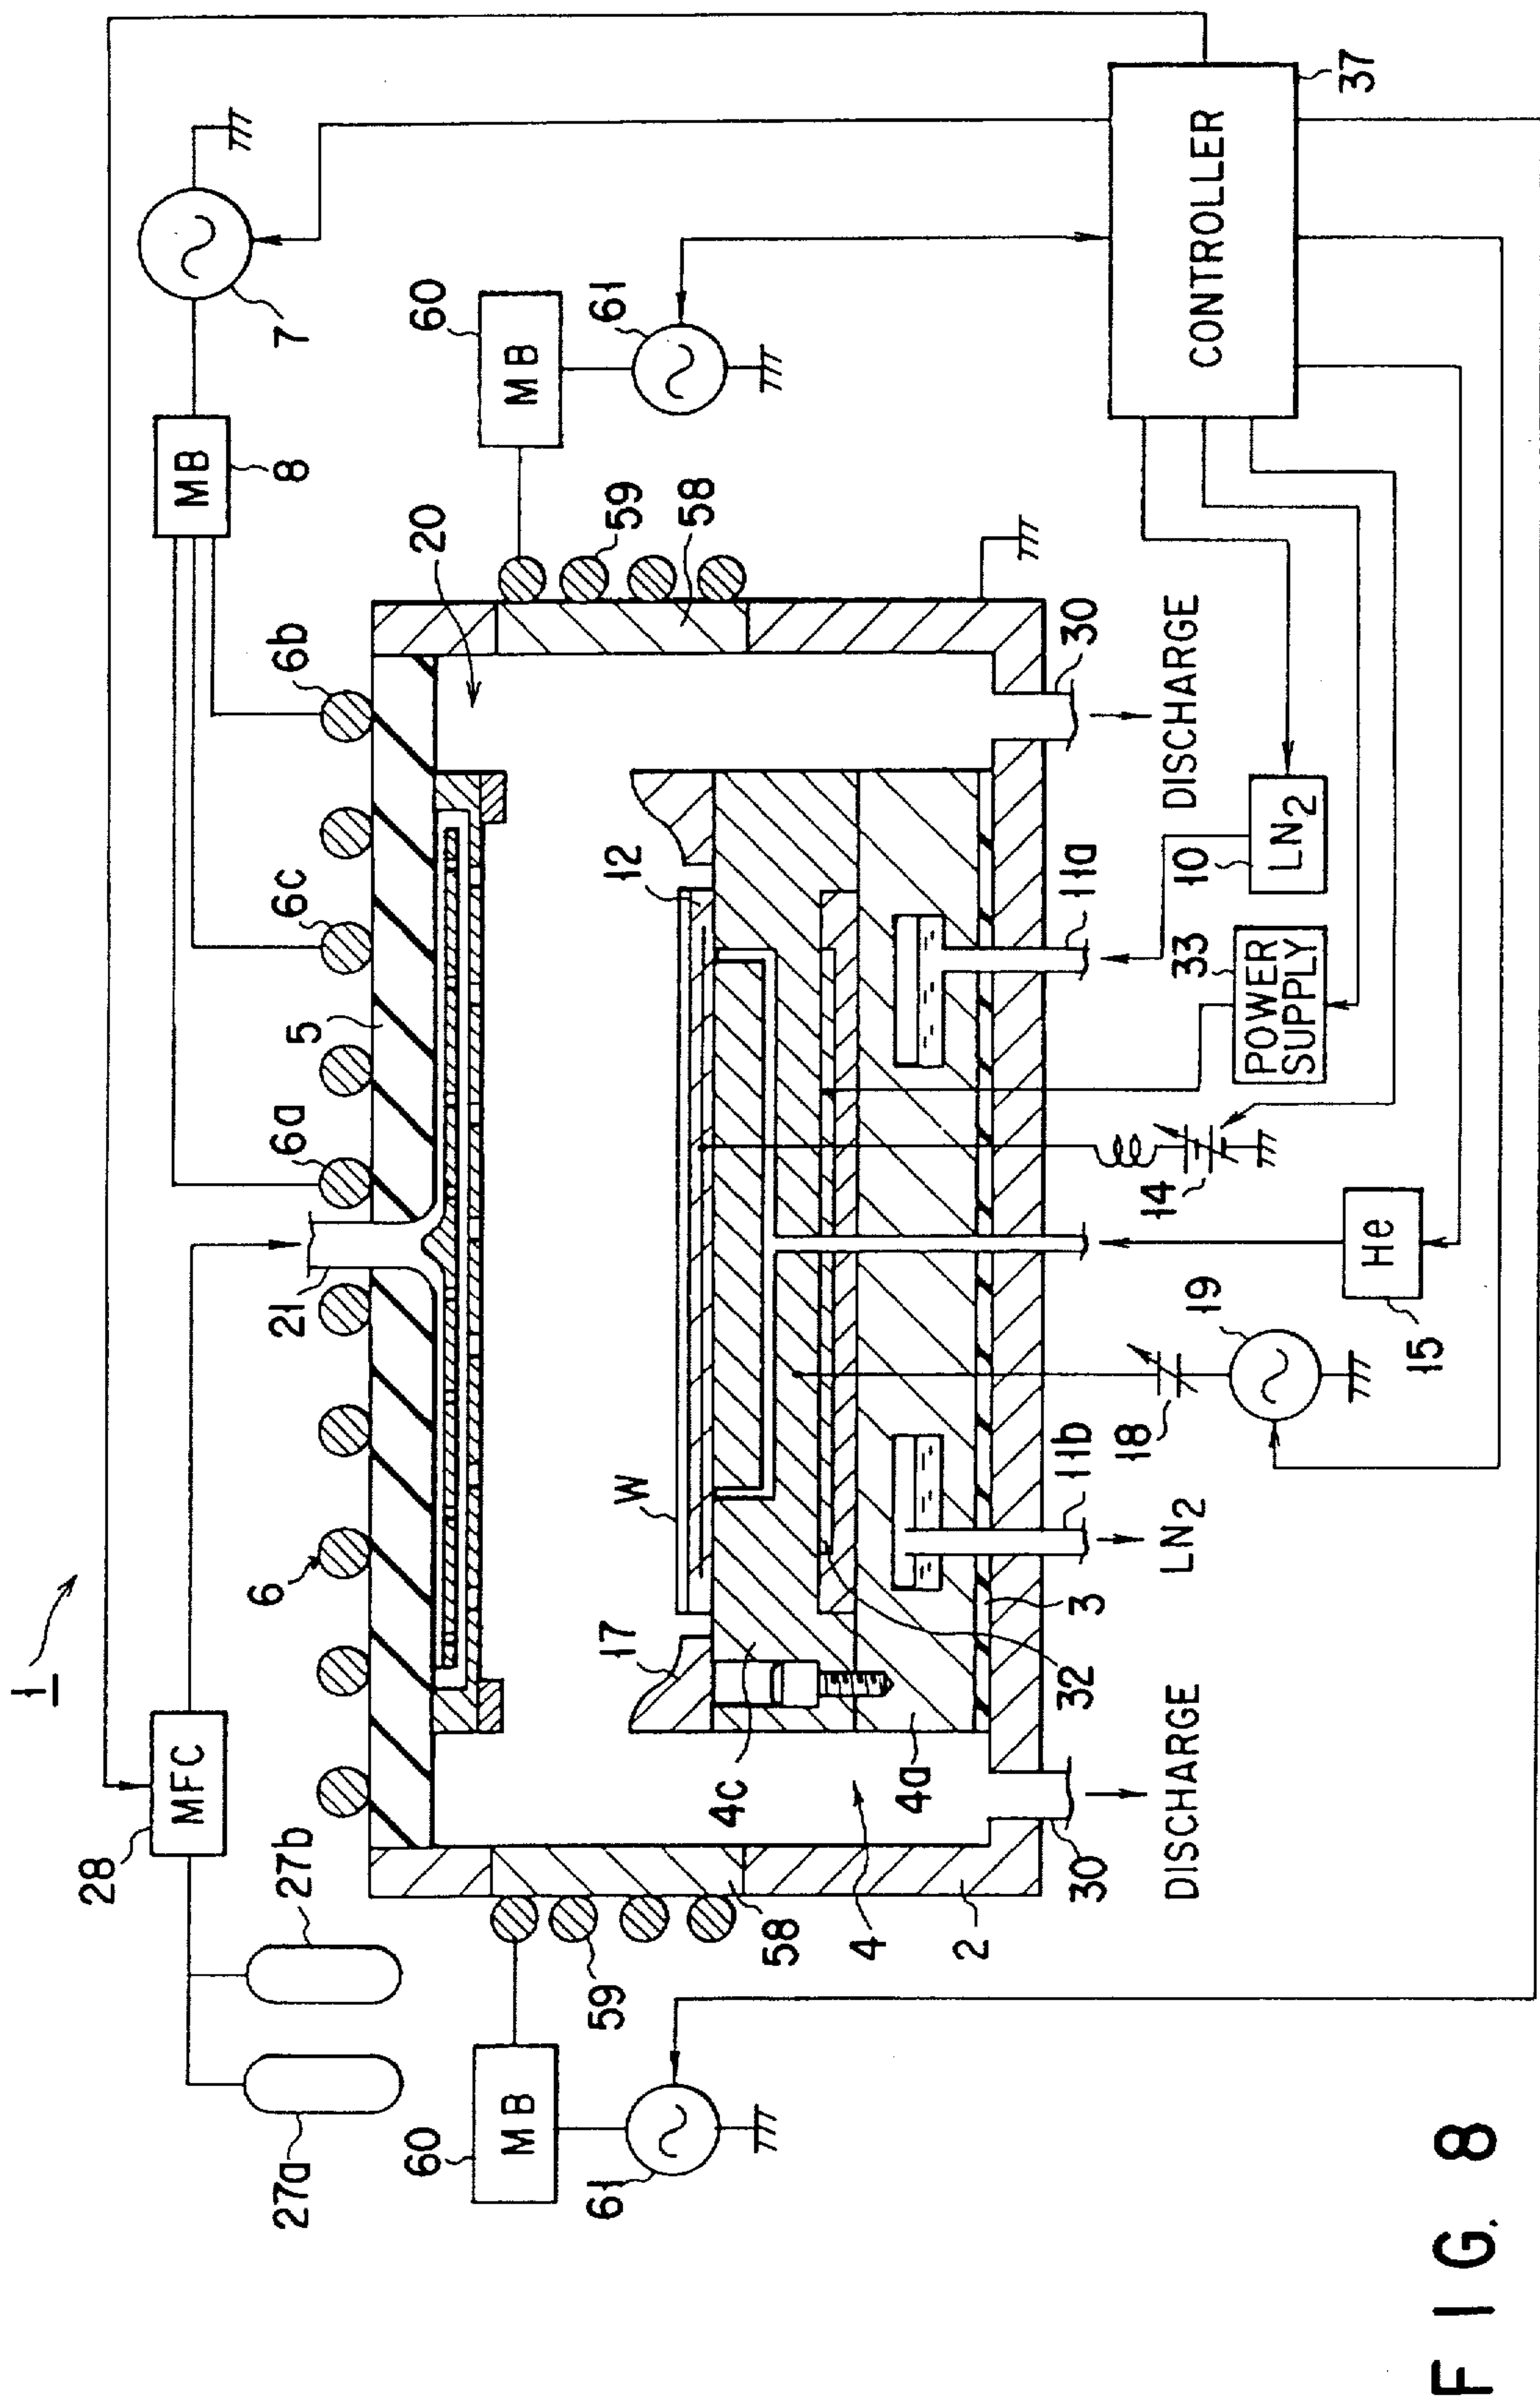 1
28
MFC
27a
27b
21
6
6a
5
6c
6b
MB
8
7
60
MB
61
59
58
20
60
MB
61
59
58
4
2
4c
4a
17
W
12
32
3
30
DISCHARGE
11b
LN2
18
19
14
He
15
POWER
SUPPLY
33
11a
LN2
10
30
DISCHARGE
CONTROLLER
37
FIG. 8